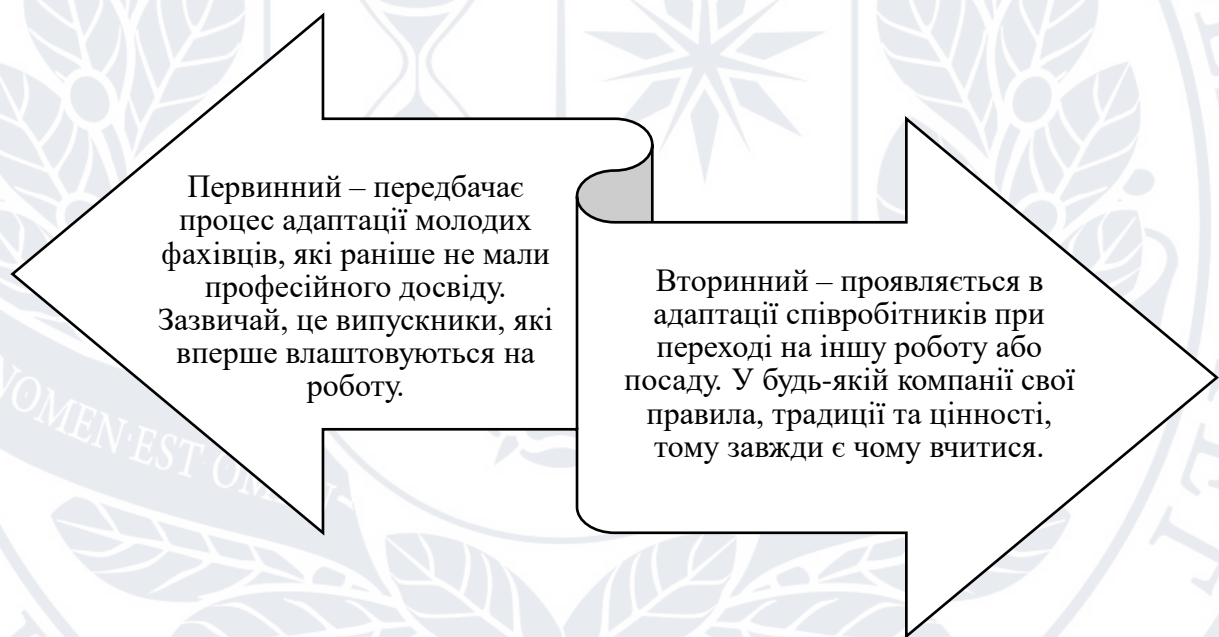 Первинний – передбачає
процес адаптації молодих
фахівців, які раніше не мали
професійного досвіду.
Зазвичай, це випускники, які
вперше влаштовуються на
роботу.
Вторинний – проявляється в
адаптації співробітників при
переході на іншу роботу або
посаду. У будь-якій компанії свої
правила, традиції та цінності,
тому завжди є чому вчитися.